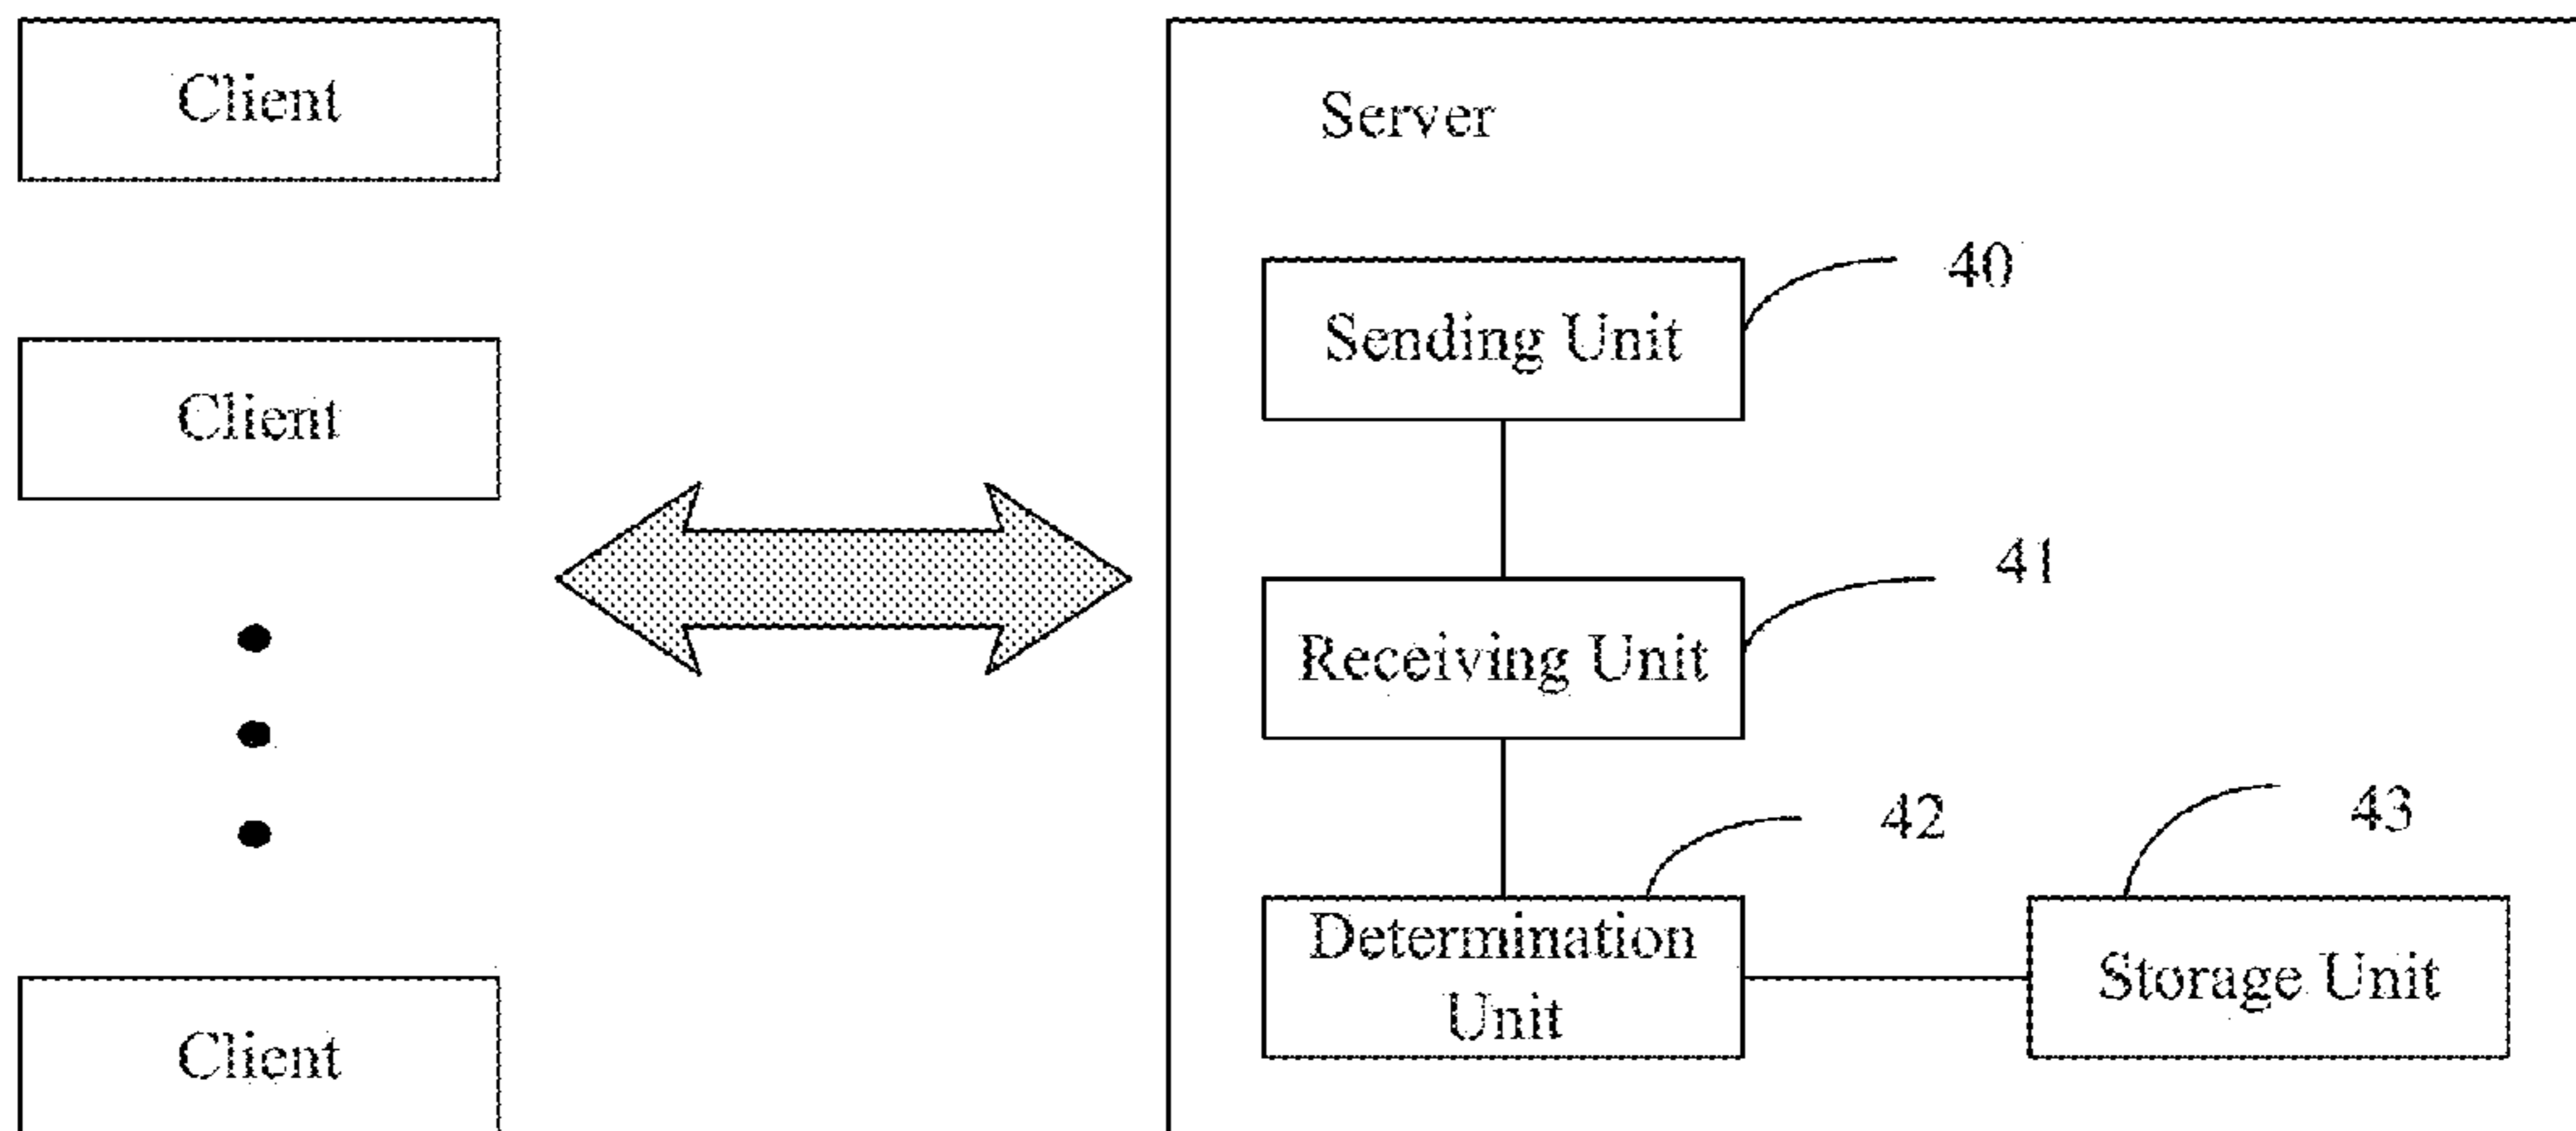 Client
Server
40
Sending Unit
Client
41
Receiving Unit
42
43
Determination
Unit
Storage Unit
Client